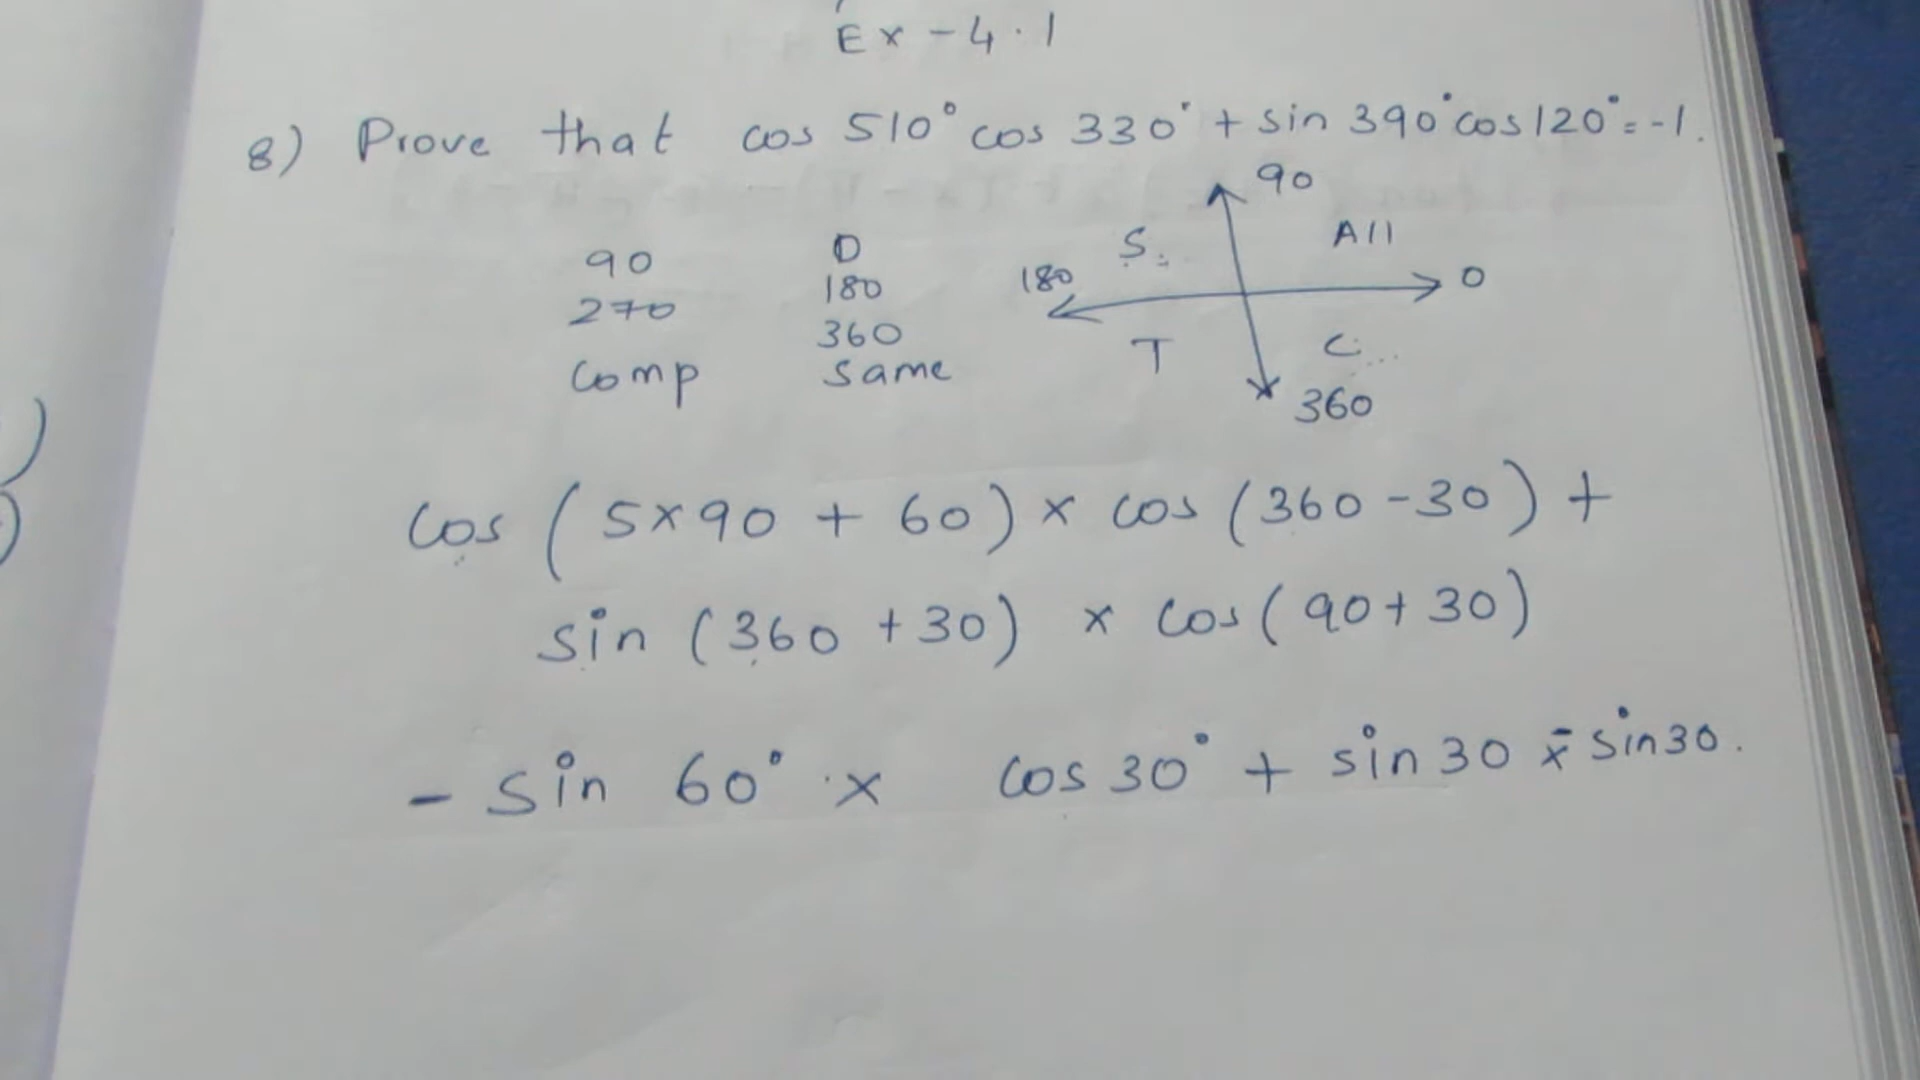 Ex - 4.1
8) Prove that cos 510° cos 330° + sin 390° cos 120° = -1.
90
90 0 S All
180 180 0
270 360 T C
Comp Same 360
cos (5x90 + 60) x cos (360 - 30) +
sin (360 + 30) x cos (90 + 30)
- sin 60° x cos 30° + sin 30 x - sin 30.